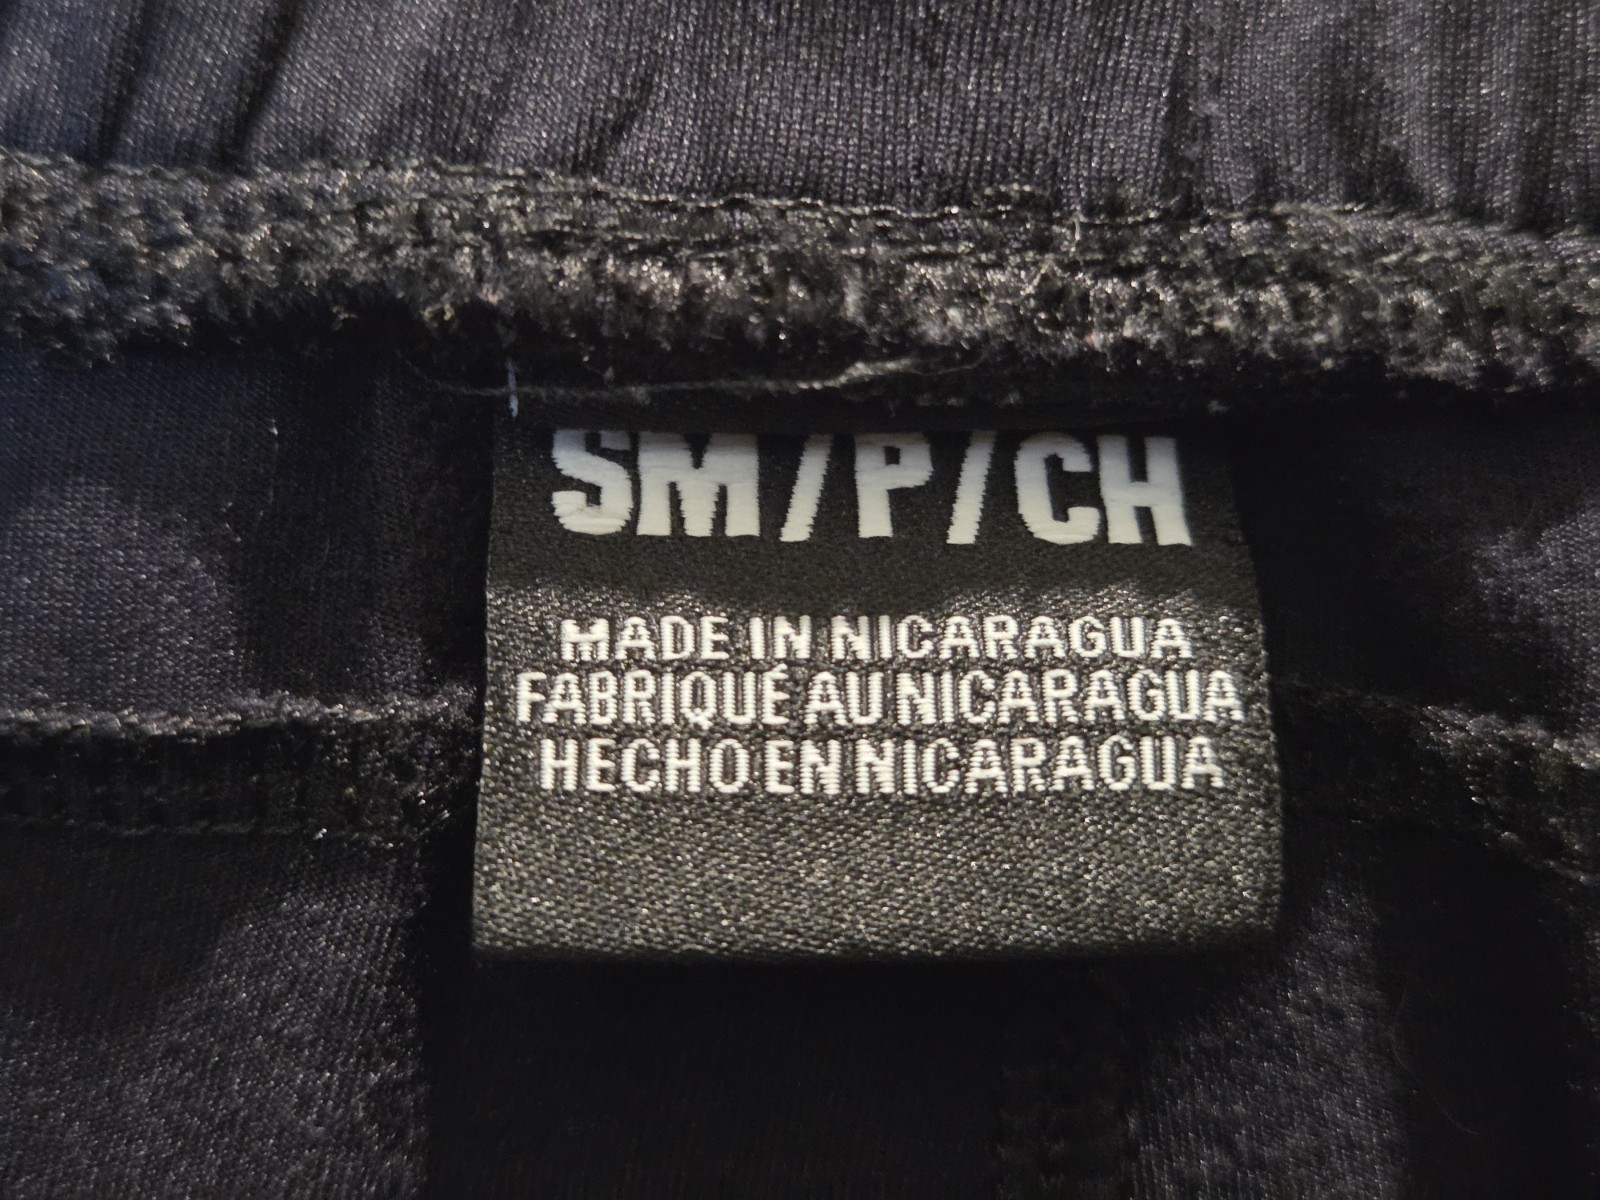 SM/P/CH
MADE IN NICARAGUA
FABRIQUÉ AU NICARAGUA
HECHO EN NICARAGUA